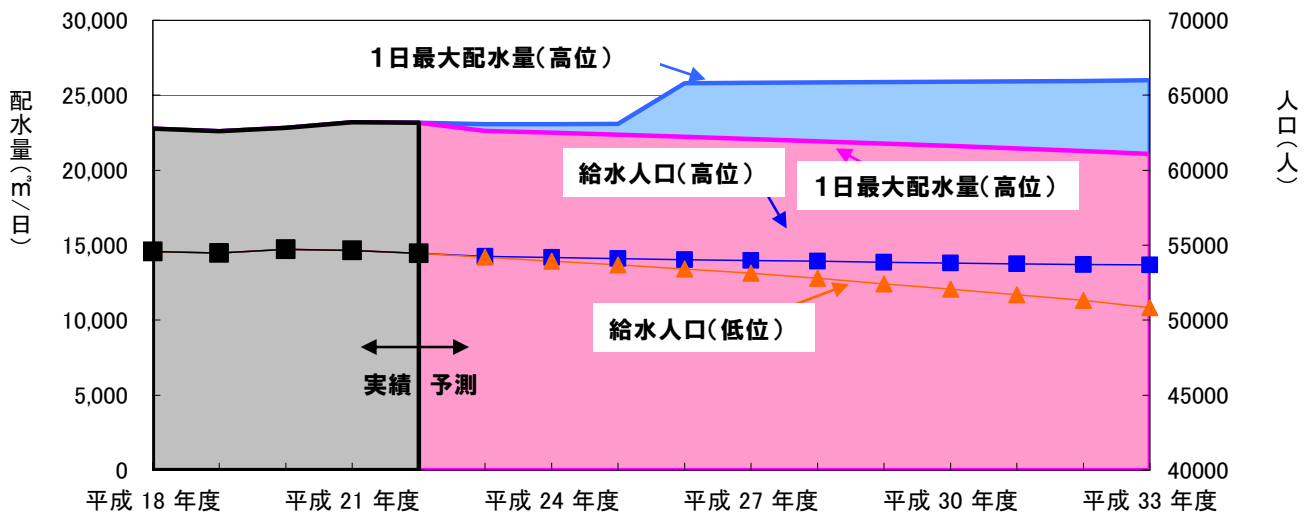 配水量(㎥/日)
30,000
25,000
20,000
15,000
10,000
5,000
0
1日最大配水量(高位)
給水人口(高位)
1日最大配水量(高位)
給水人口(低位)
実績 予測
70000
65000
60000
55000
50000
45000
40000
人口(人)
平成 18 年度 平成 21 年度 平成 24 年度 平成 27 年度 平成 30 年度 平成 33 年度